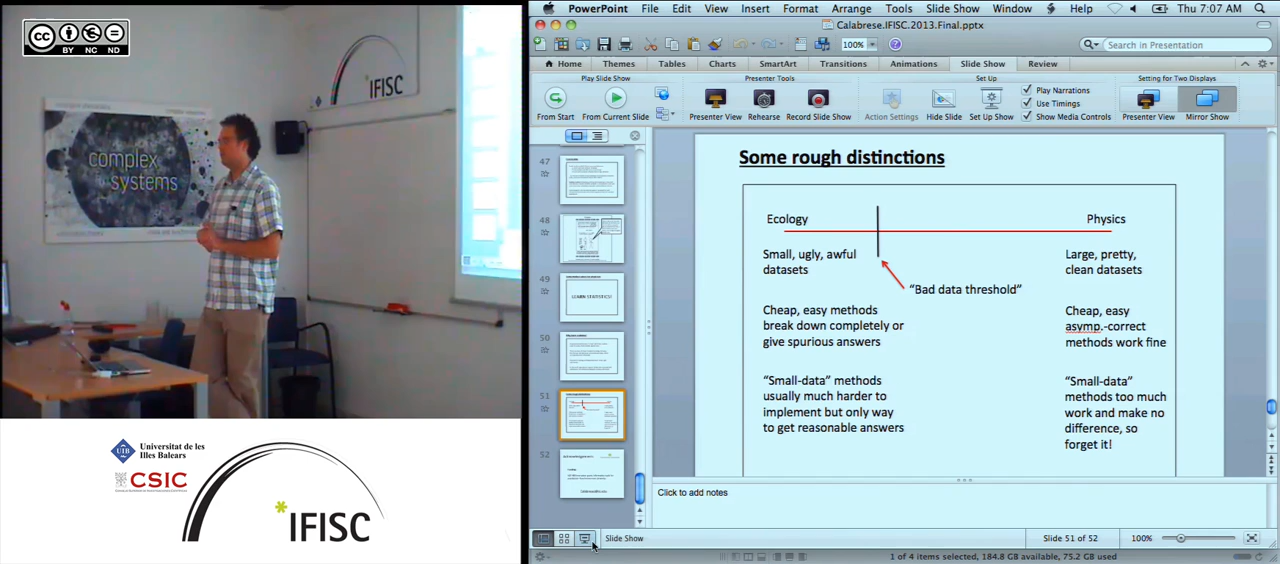 cc
BY NC ND
IFISC
complex
systems
Universitat de les
Illes Balears
UIB
CSIC
IFISC
PowerPoint File Edit View Insert Format Arrange Tools Slide Show Window Help Thu 7:07 AM
Calabrese.IFISC.2013.Final.pptx
100%
Search in Presentation
Home Themes Tables Charts SmartArt Transitions Animations Slide Show Review
Play Slide Show Presenter Tools Set Up Setting for Two Displays
From Start From Current Slide Presenter View Rehearse Record Slide Show Action Settings Hide Slide Set Up Show Presenter View Mirror Show
Play Narrations
Use Timings
Show Media Controls
47
48
49
LEARN STATISTICS!
50
51
52
Some rough distinctions
Ecology Physics
Small, ugly, awful
datasets
Large, pretty,
clean datasets
"Bad data threshold"
Cheap, easy methods
break down completely or
give spurious answers
Cheap, easy
asymp.-correct
methods work fine
"Small-data" methods
usually much harder to
implement but only way
to get reasonable answers
"Small-data"
methods too much
work and make no
difference, so
forget it!
Click to add notes
Slide Show Slide 51 of 52 100%
1 of 4 items selected, 184.8 GB available, 75.2 GB used